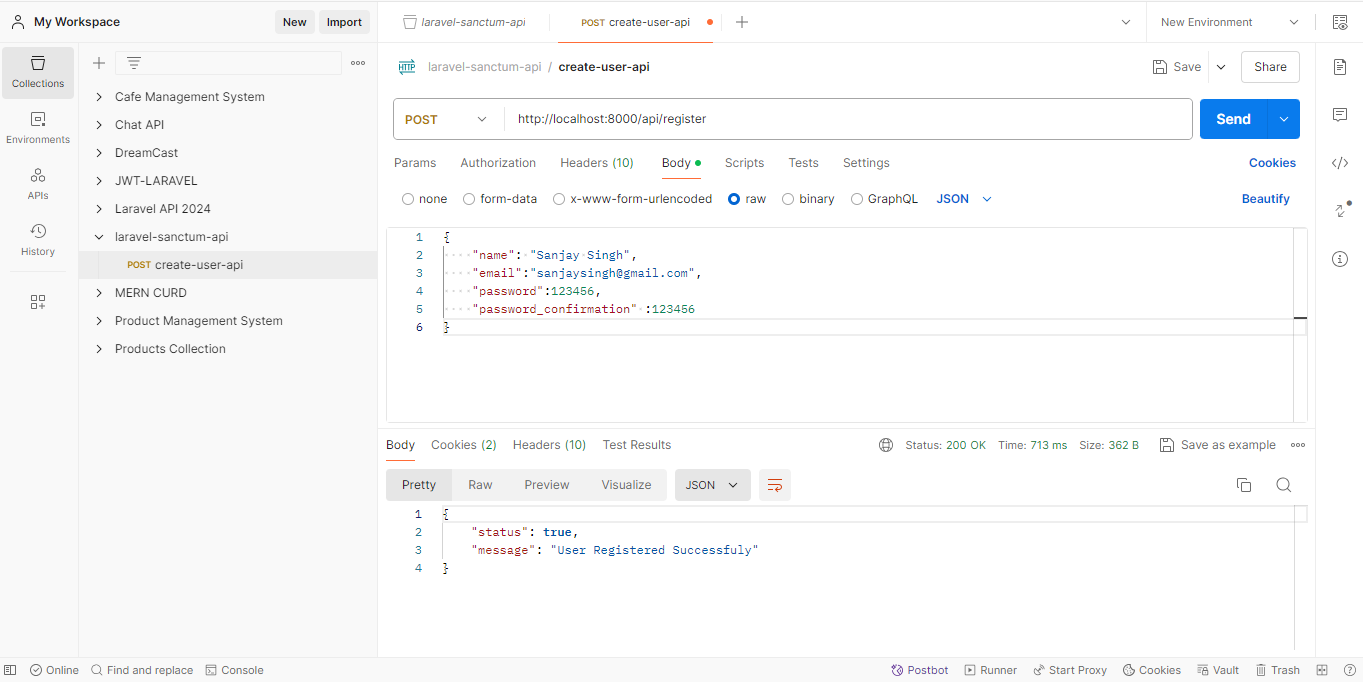 My Workspace
New
Import
laravel-sanctum-api
POST create-user-api
New Environment
Collections
Environments
APIs
History
Cafe Management System
Chat API
DreamCast
JWT-LARAVEL
Laravel API 2024
laravel-sanctum-api
POST create-user-api
MERN CURD
Product Management System
Products Collection
HTTP laravel-sanctum-api / create-user-api
Save
Share
POST
http://localhost:8000/api/register
Send
Params Authorization Headers (10) Body Scripts Tests Settings
Cookies
none form-data x-www-form-urlencoded raw binary GraphQL JSON
Beautify
1 {
2 "name": "Sanjay Singh",
3 "email":"sanjaysingh@gmail.com",
4 "password":123456,
5 "password_confirmation" :123456
6 }
Body Cookies (2) Headers (10) Test Results
Status: 200 OK Time: 713 ms Size: 362 B
Save as example
Pretty Raw Preview Visualize JSON
1 {
2 "status": true,
3 "message": "User Registered Successfuly"
4 }
Online
Find and replace
Console
Postbot
Runner
Start Proxy
Cookies
Vault
Trash